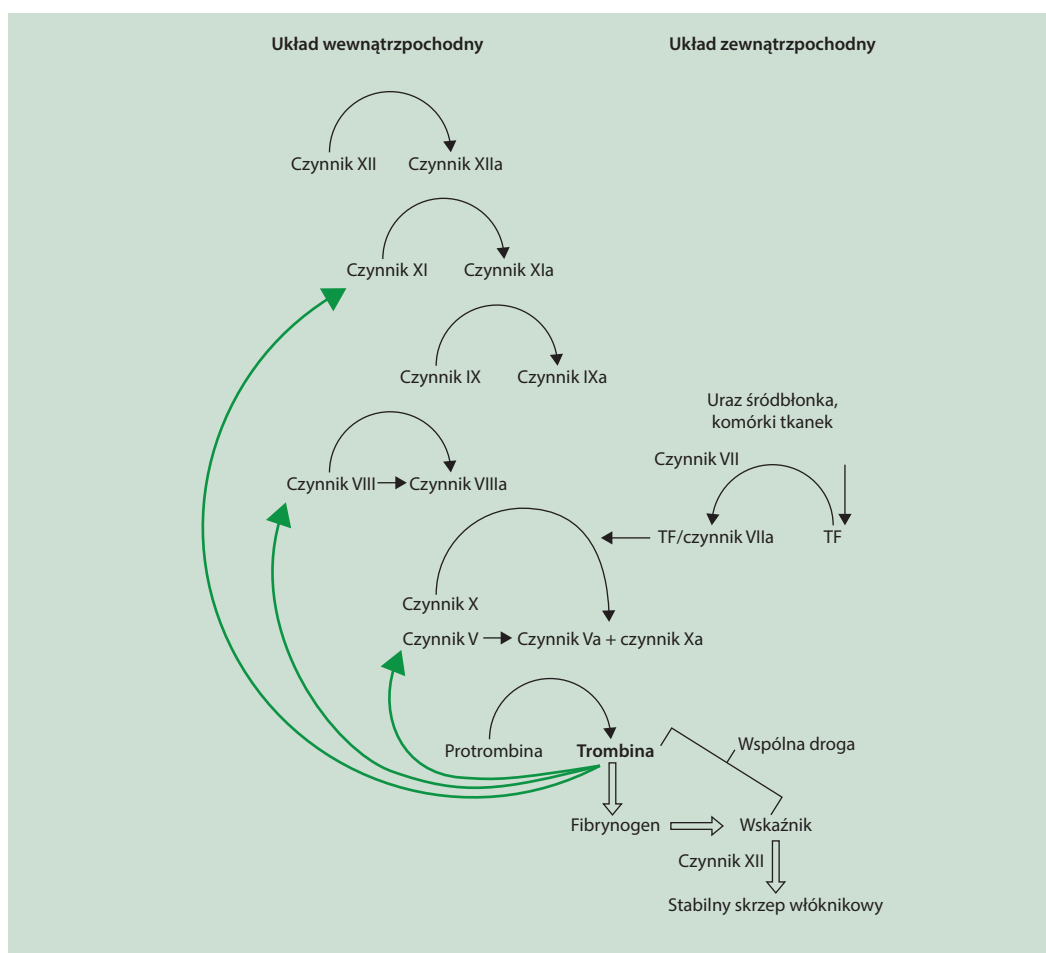 Układ wewnątrzpochodny
Układ zewnątrzpochodny
Czynnik XII
Czynnik XIIa
Czynnik XI
Czynnik XIa
Czynnik IX
Czynnik IXa
Uraz śródbłonka,
komórki tkanek
Czynnik VII
Czynnik VIII
Czynnik VIIIa
TF/czynnik VIIa
TF
Czynnik X
Czynnik V
Czynnik Va + czynnik Xa
Protrombina
Trombina
Wspólna droga
Fibrynogen
Wskaźnik
Czynnik XII
Stabilny skrzep włóknikowy